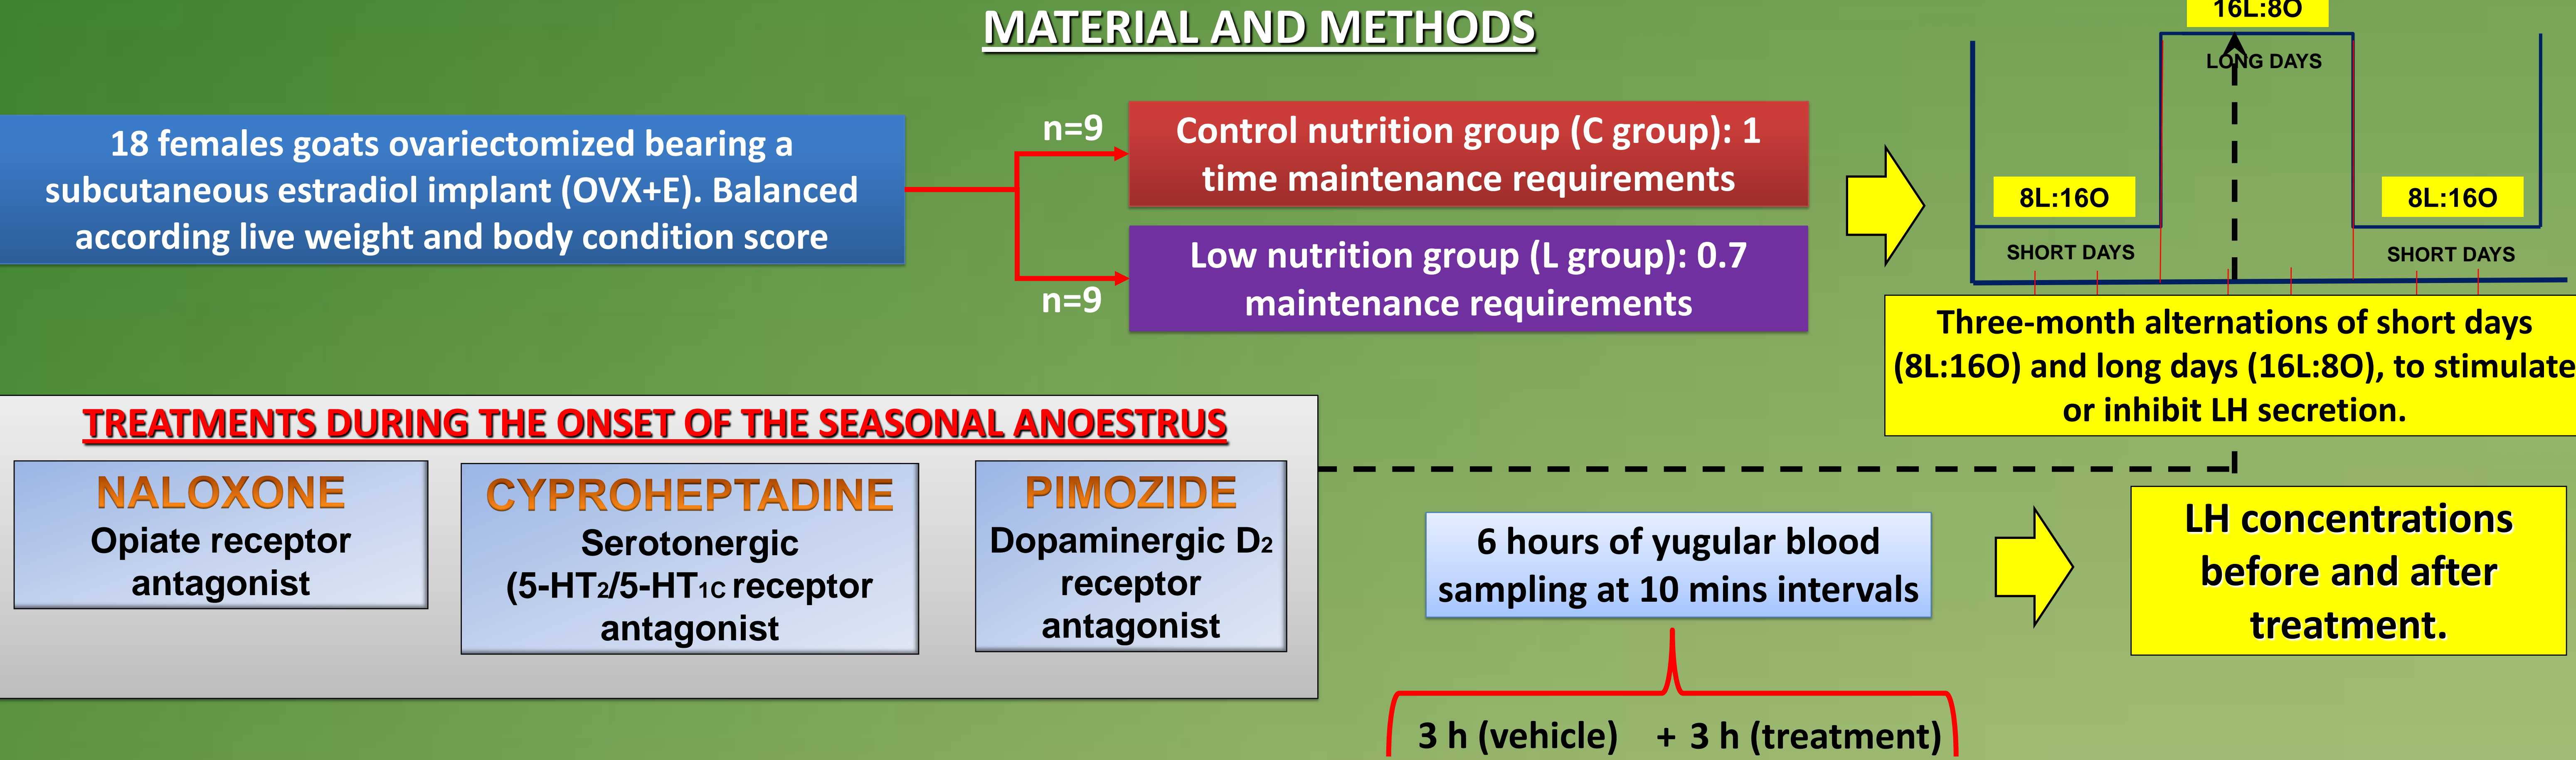 MATERIAL AND METHODS
18 females goats ovariectomized bearing a
subcutaneous estradiol implant (OVX+E). Balanced
according live weight and body condition score
n=9
n=9
Control nutrition group (C group): 1
time maintenance requirements
Low nutrition group (L group): 0.7
maintenance requirements
16L:8O
LONG DAYS
8L:16O
SHORT DAYS
8L:16O
SHORT DAYS
Three-month alternations of short days
(8L:16O) and long days (16L:8O), to stimulate
or inhibit LH secretion.
TREATMENTS DURING THE ONSET OF THE SEASONAL ANOESTRUS
NALOXONE
Opiate receptor
antagonist
CYPROHEPTADINE
Serotonergic
(5-HT2/5-HT1C receptor
antagonist
PIMOZIDE
Dopaminergic D2
receptor
antagonist
6 hours of yugular blood
sampling at 10 mins intervals
3 h (vehicle) + 3 h (treatment)
LH concentrations
before and after
treatment.